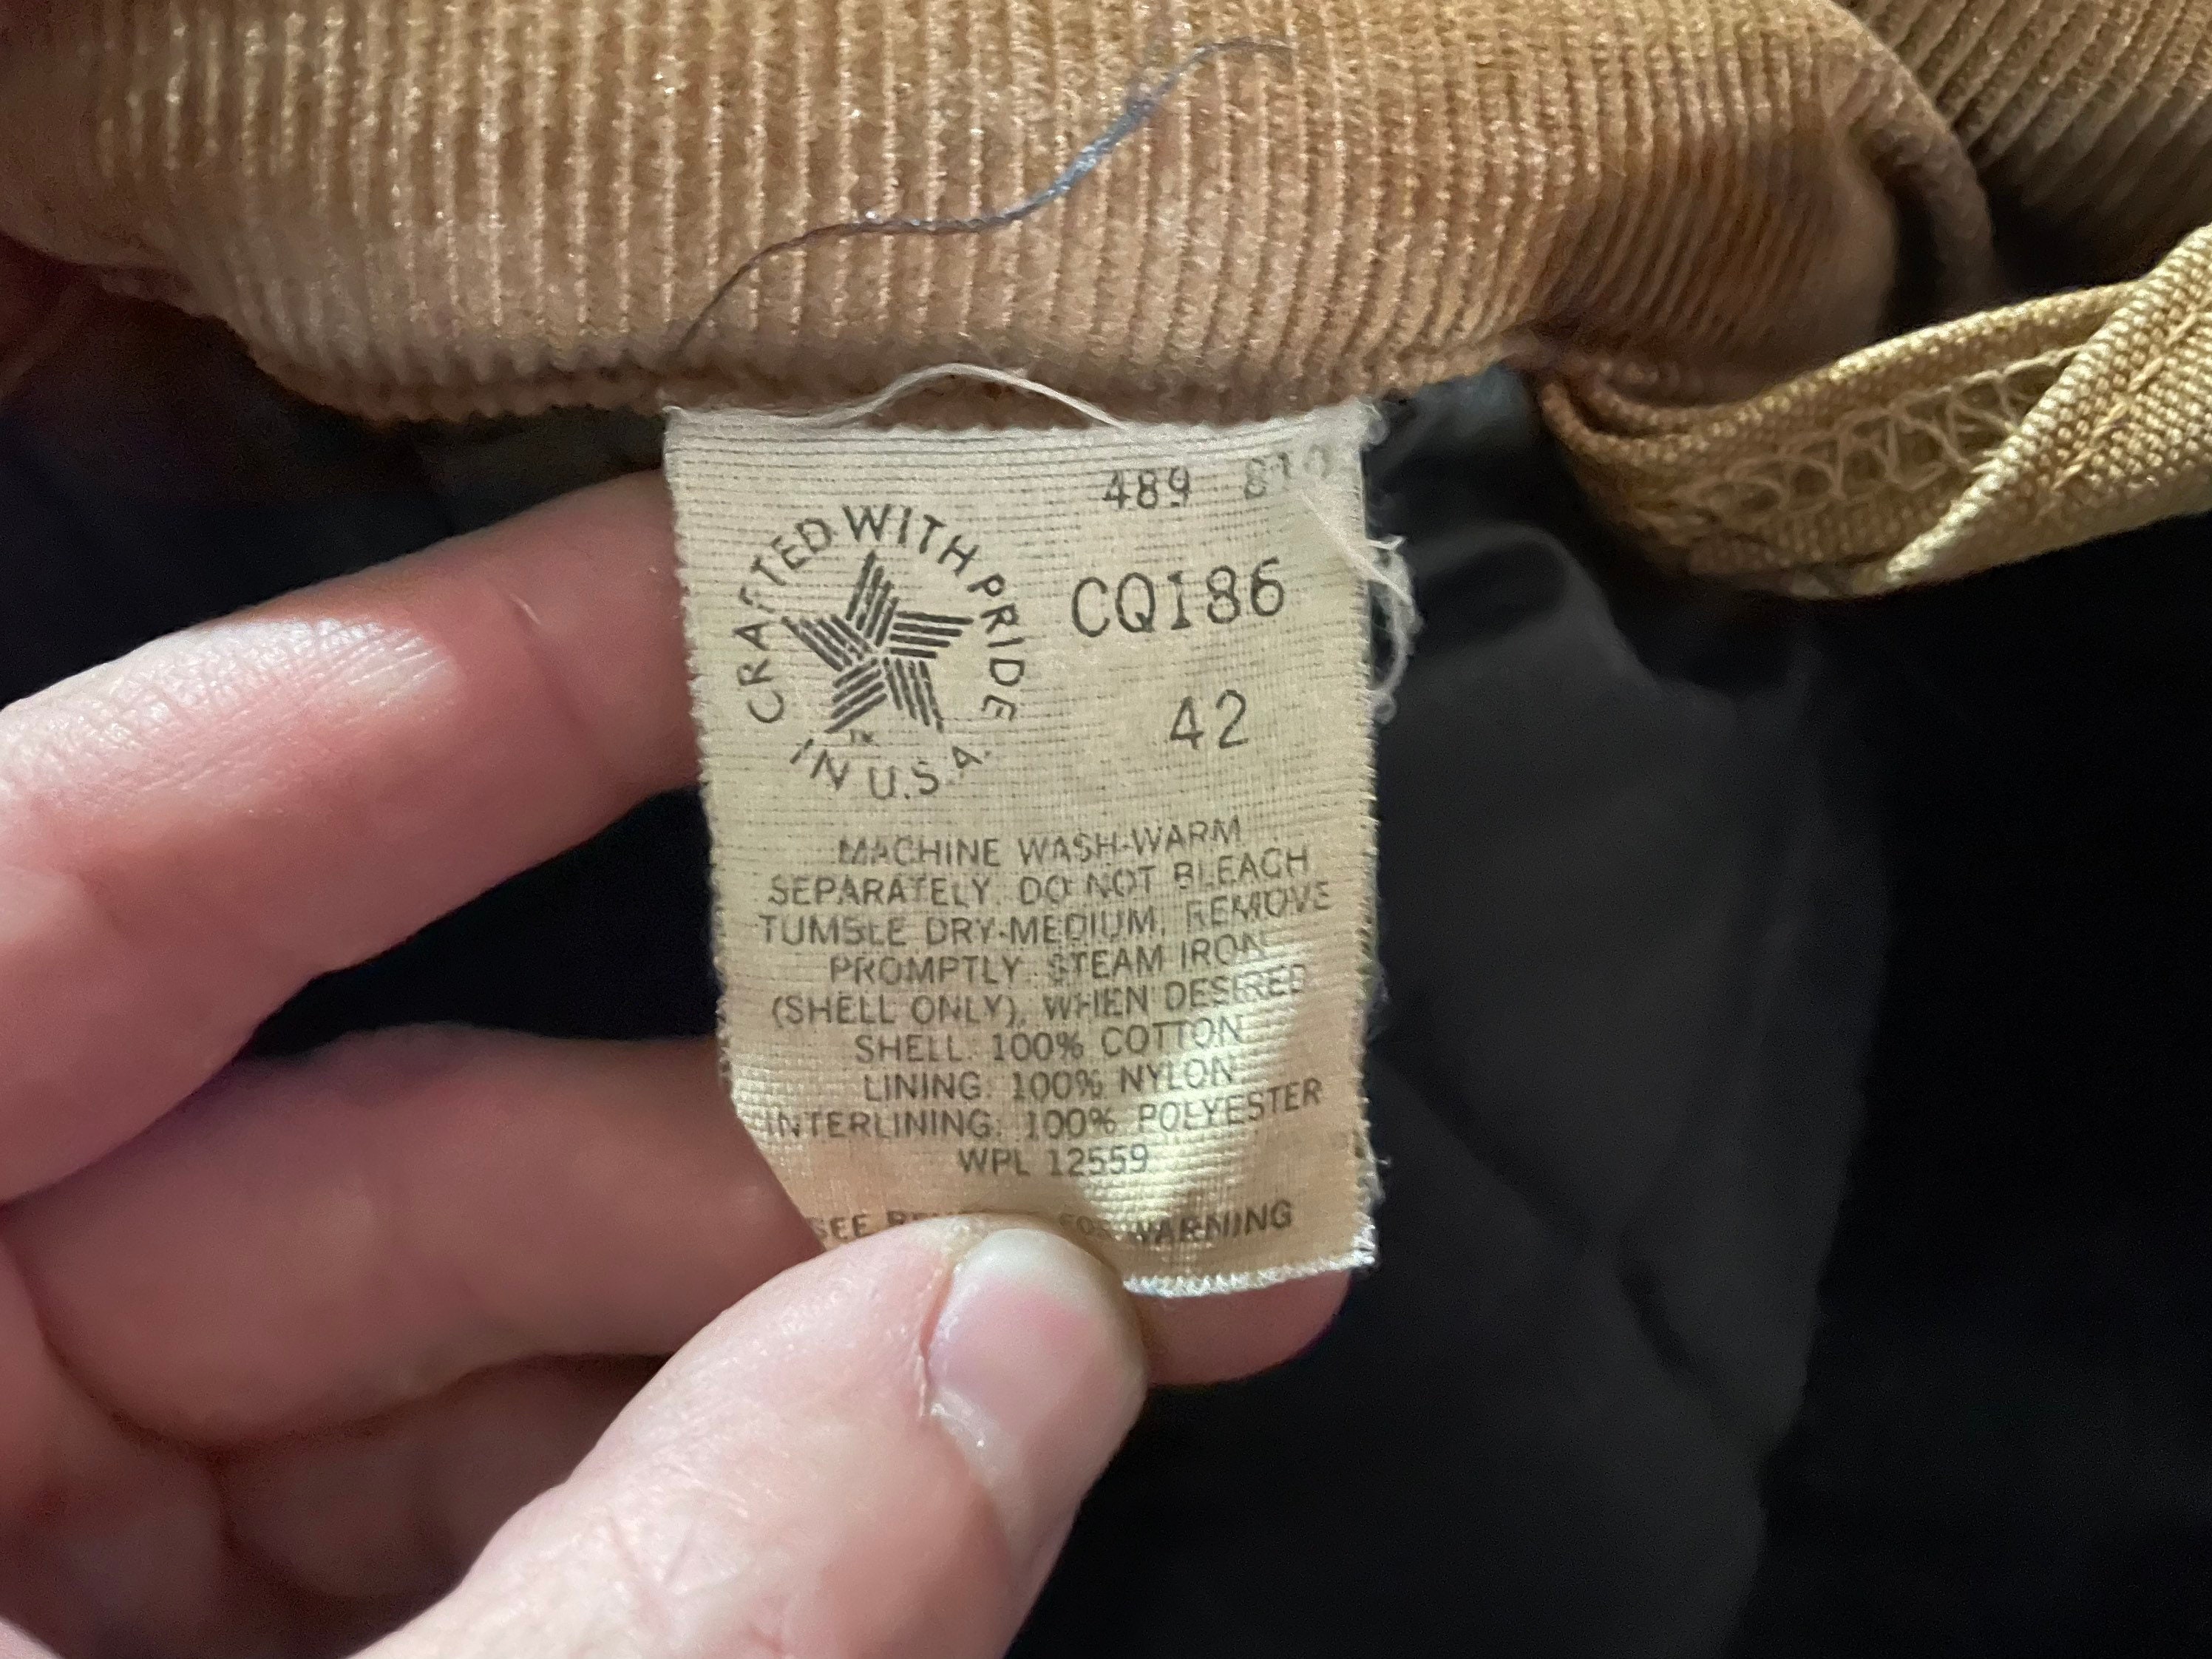 489
CRAFTED WITH PRIDE
IN U.S.A.
TM
CQ186
42
MACHINE WASH-WARM
SEPARATELY. DO NOT BLEACH
TUMBLE DRY-MEDIUM, REMOVE
PROMPTLY. STEAM IRON
(SHELL ONLY), WHEN DESIRED
SHELL: 100% COTTON
LINING: 100% NYLON
INTERLINING: 100% POLYESTER
WPL 12559
SEE FOR WARNING